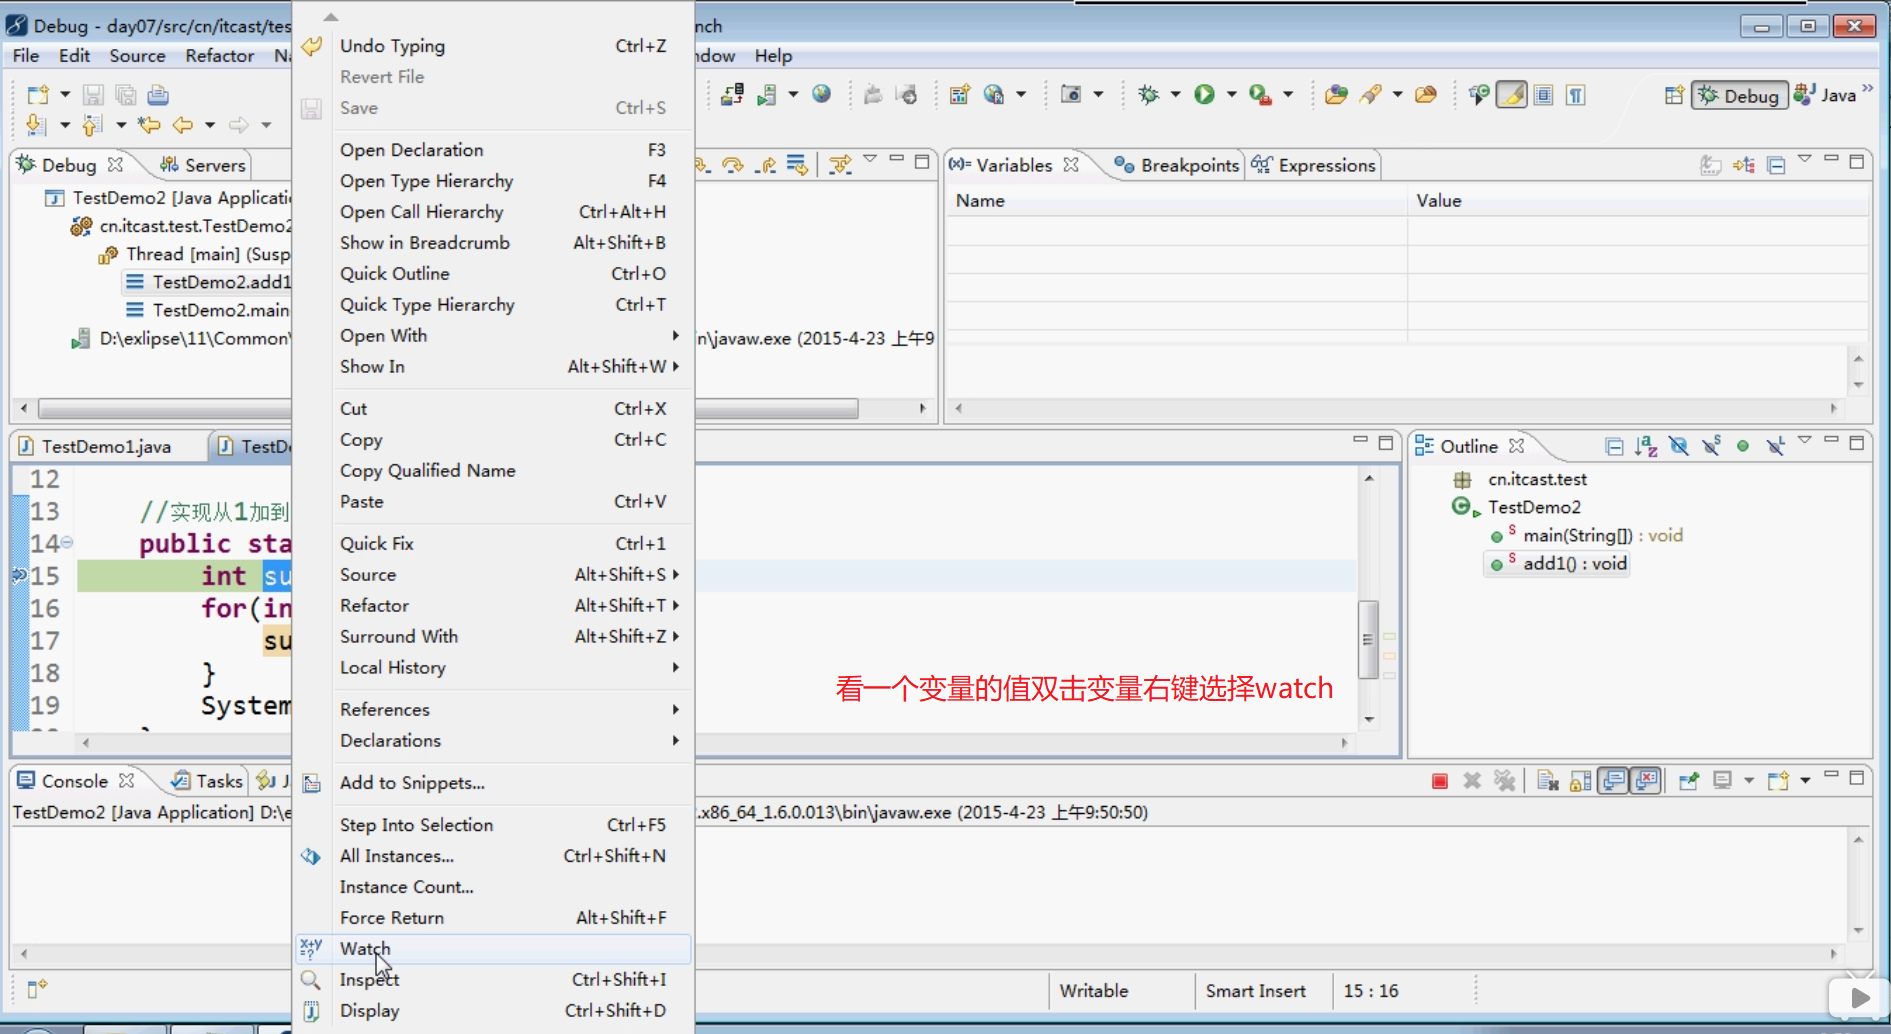 Debug - day07/src/cn/itcast/tes
nch
File Edit Source Refactor Na
ndow Help
Debug
Java
Debug
Servers
TestDemo2 [Java Applicati
cn.itcast.test.TestDemo2
Thread [main] (Susp
TestDemo2.add1
TestDemo2.main
D:\exlipse\11\Common\
n\javaw.exe (2015-4-23 上午9
Variables
Breakpoints
Expressions
Name
Value
Undo Typing Ctrl+Z
Revert File
Save Ctrl+S
Open Declaration F3
Open Type Hierarchy F4
Open Call Hierarchy Ctrl+Alt+H
Show in Breadcrumb Alt+Shift+B
Quick Outline Ctrl+O
Quick Type Hierarchy Ctrl+T
Open With
Show In Alt+Shift+W
Cut Ctrl+X
Copy Ctrl+C
Copy Qualified Name
Paste Ctrl+V
Quick Fix Ctrl+1
Source Alt+Shift+S
Refactor Alt+Shift+T
Surround With Alt+Shift+Z
Local History
References
Declarations
Add to Snippets...
Step Into Selection Ctrl+F5
All Instances... Ctrl+Shift+N
Instance Count...
Force Return Alt+Shift+F
Watch
Inspect Ctrl+Shift+I
Display Ctrl+Shift+D
TestDemo1.java
TestD
12
13 //实现从1加到
14 public sta
15 int su
16 for(in
17 su
18 }
19 System
看一个变量的值双击变量右键选择watch
Outline
cn.itcast.test
TestDemo2
main(String[]) : void
add1() : void
Console
Tasks
J
TestDemo2 [Java Application] D:\e
.x86_64_1.6.0.013\bin\javaw.exe (2015-4-23 上午9:50:50)
Writable
Smart Insert
15 : 16